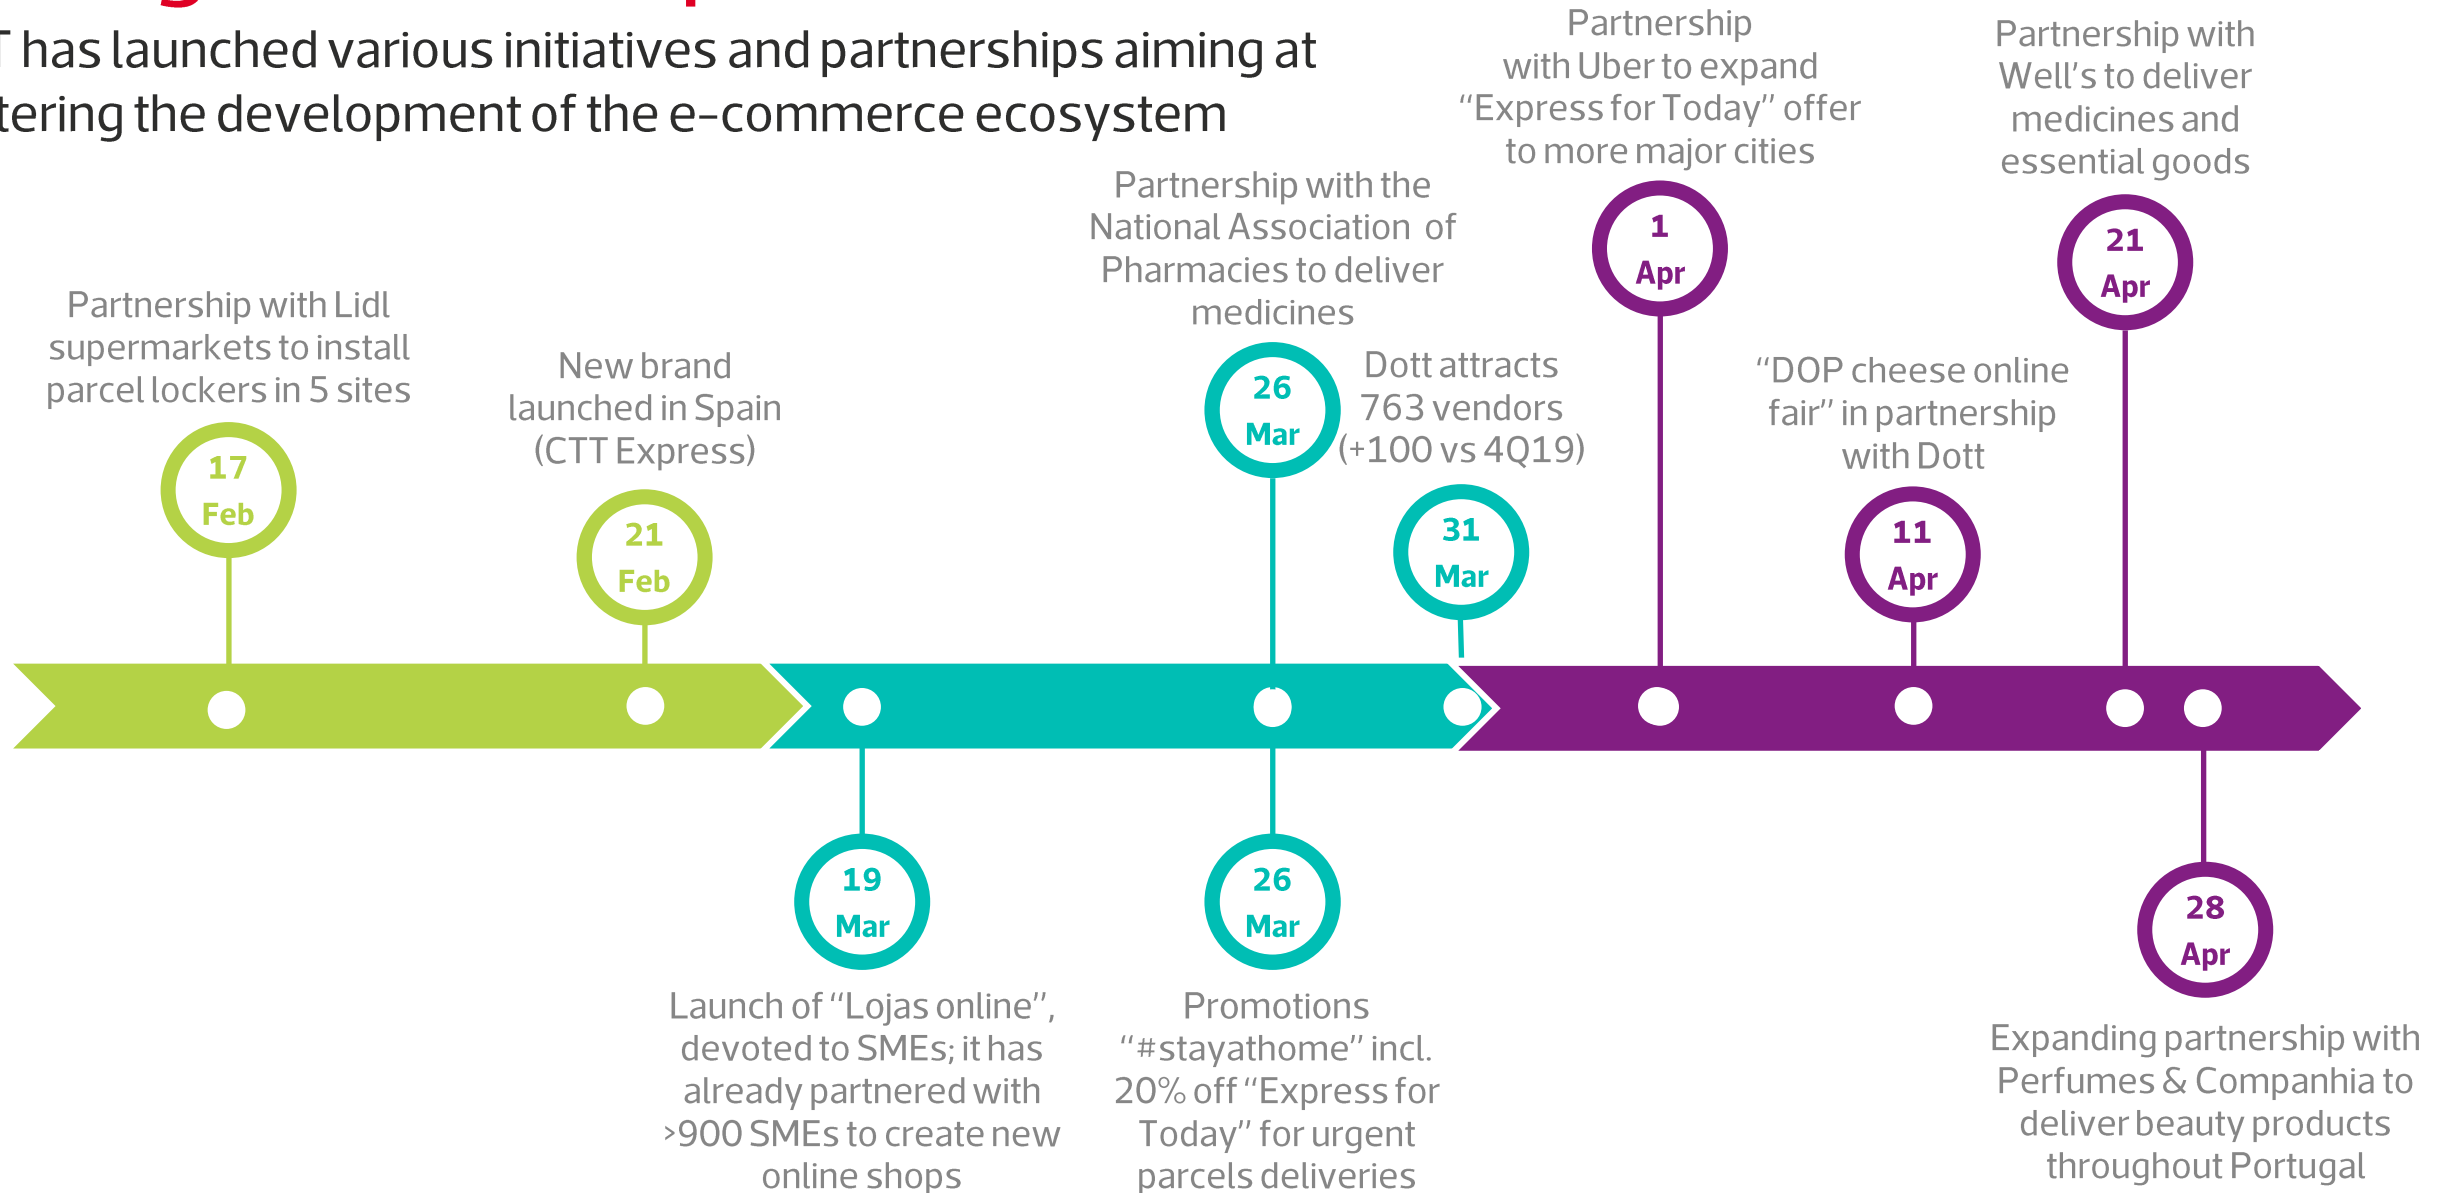 T has launched various initiatives and partnerships aiming at
tering the development of the e-commerce ecosystem
Partnership with Lidl
supermarkets to install
parcel lockers in 5 sites
17
Feb
New brand
launched in Spain
(CTT Express)
21
Feb
Partnership with the
National Association of
Pharmacies to deliver
medicines
26
Mar
Dott attracts
763 vendors
(+100 vs 4Q19)
31
Mar
Partnership
with Uber to expand
“Express for Today” offer
to more major cities
1
Apr
“DOP cheese online
fair” in partnership
with Dott
11
Apr
Partnership with
Well’s to deliver
medicines and
essential goods
21
Apr
19
Mar
Launch of “Lojas online”,
devoted to SMEs; it has
already partnered with
>900 SMEs to create new
online shops
26
Mar
Promotions
“#stayathome” incl.
20% off “Express for
Today” for urgent
parcels deliveries
28
Apr
Expanding partnership with
Perfumes & Companhia to
deliver beauty products
throughout Portugal